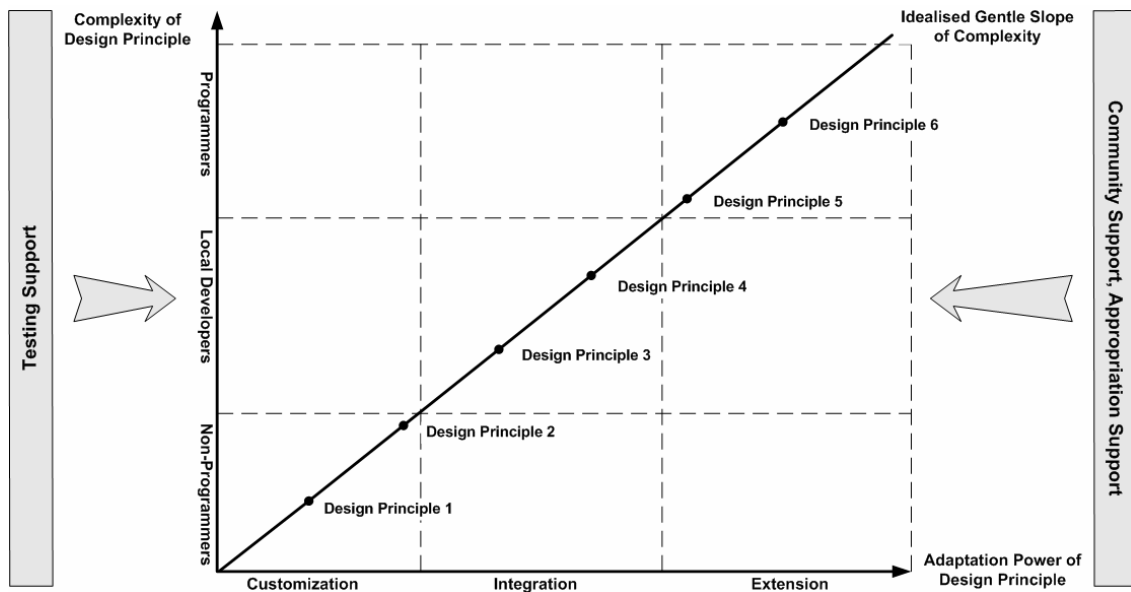 Complexity of
Design Principle
Idealised Gentle Slope
of Complexity
Testing Support
Programmers
Local Developers
Non-Programmers
Design Principle 6
Design Principle 5
Design Principle 4
Design Principle 3
Design Principle 2
Design Principle 1
Community Support, Appropriation Support
Adaptation Power of
Design Principle
Customization
Integration
Extension